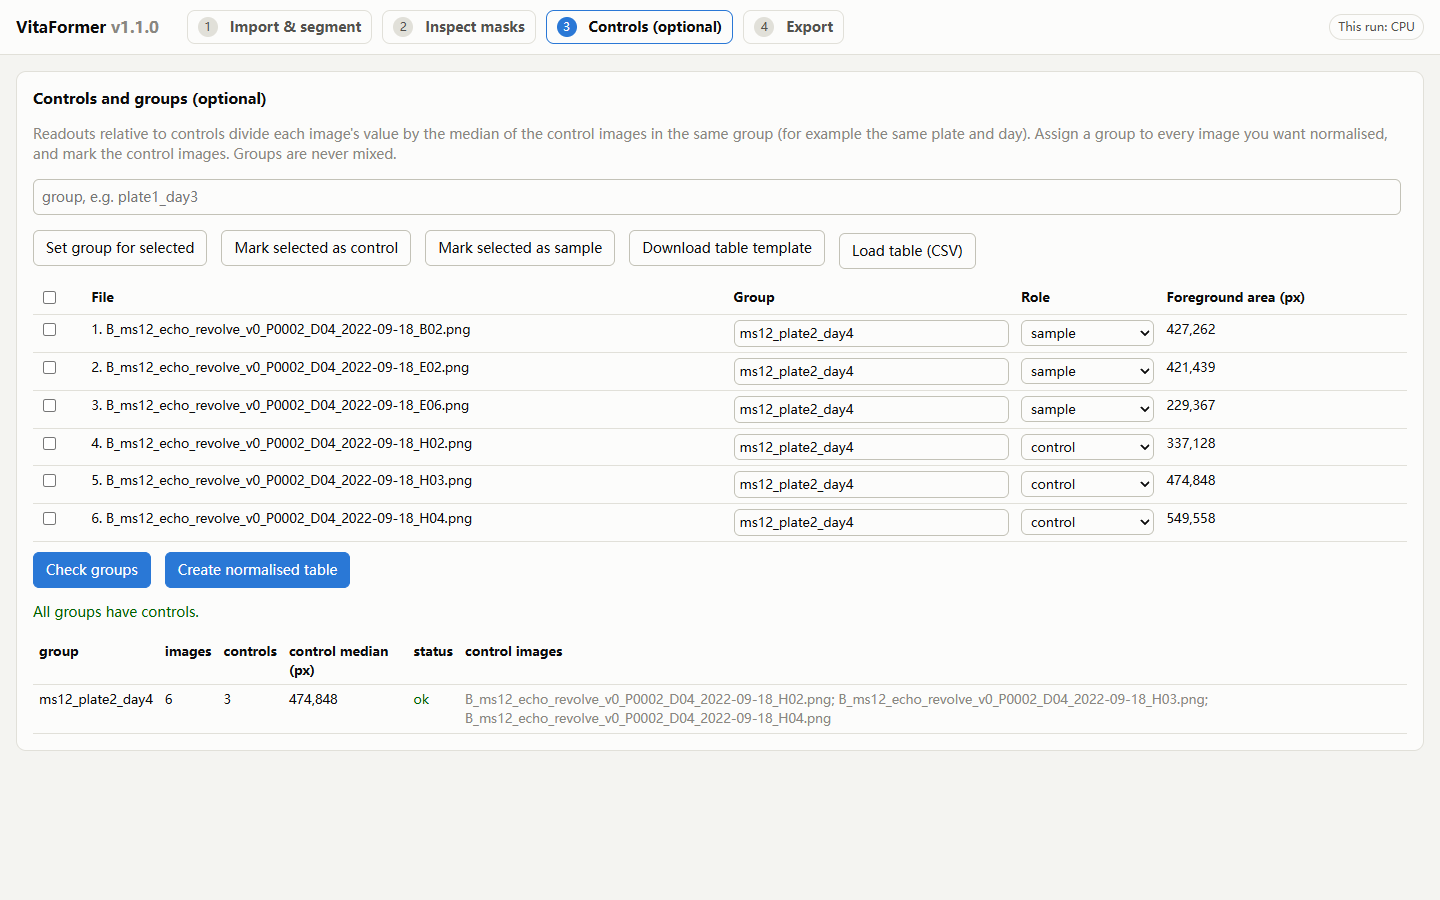 VitaFormer v1.1.0
1 Import & segment
2 Inspect masks
3 Controls (optional)
4 Export
This run: CPU
Controls and groups (optional)
Readouts relative to controls divide each image's value by the median of the control images in the same group (for example the same plate and day). Assign a group to every image you want normalised,
and mark the control images. Groups are never mixed.
group, e.g. plate1_day3
Set group for selected
Mark selected as control
Mark selected as sample
Download table template
Load table (CSV)
File Group Role Foreground area (px)
1. B_ms12_echo_revolve_v0_P0002_D04_2022-09-18_B02.png ms12_plate2_day4 sample 427,262
2. B_ms12_echo_revolve_v0_P0002_D04_2022-09-18_E02.png ms12_plate2_day4 sample 421,439
3. B_ms12_echo_revolve_v0_P0002_D04_2022-09-18_E06.png ms12_plate2_day4 sample 229,367
4. B_ms12_echo_revolve_v0_P0002_D04_2022-09-18_H02.png ms12_plate2_day4 control 337,128
5. B_ms12_echo_revolve_v0_P0002_D04_2022-09-18_H03.png ms12_plate2_day4 control 474,848
6. B_ms12_echo_revolve_v0_P0002_D04_2022-09-18_H04.png ms12_plate2_day4 control 549,558
Check groups
Create normalised table
All groups have controls.
group images controls control median (px) status control images
ms12_plate2_day4 6 3 474,848 ok B_ms12_echo_revolve_v0_P0002_D04_2022-09-18_H02.png; B_ms12_echo_revolve_v0_P0002_D04_2022-09-18_H03.png;
B_ms12_echo_revolve_v0_P0002_D04_2022-09-18_H04.png